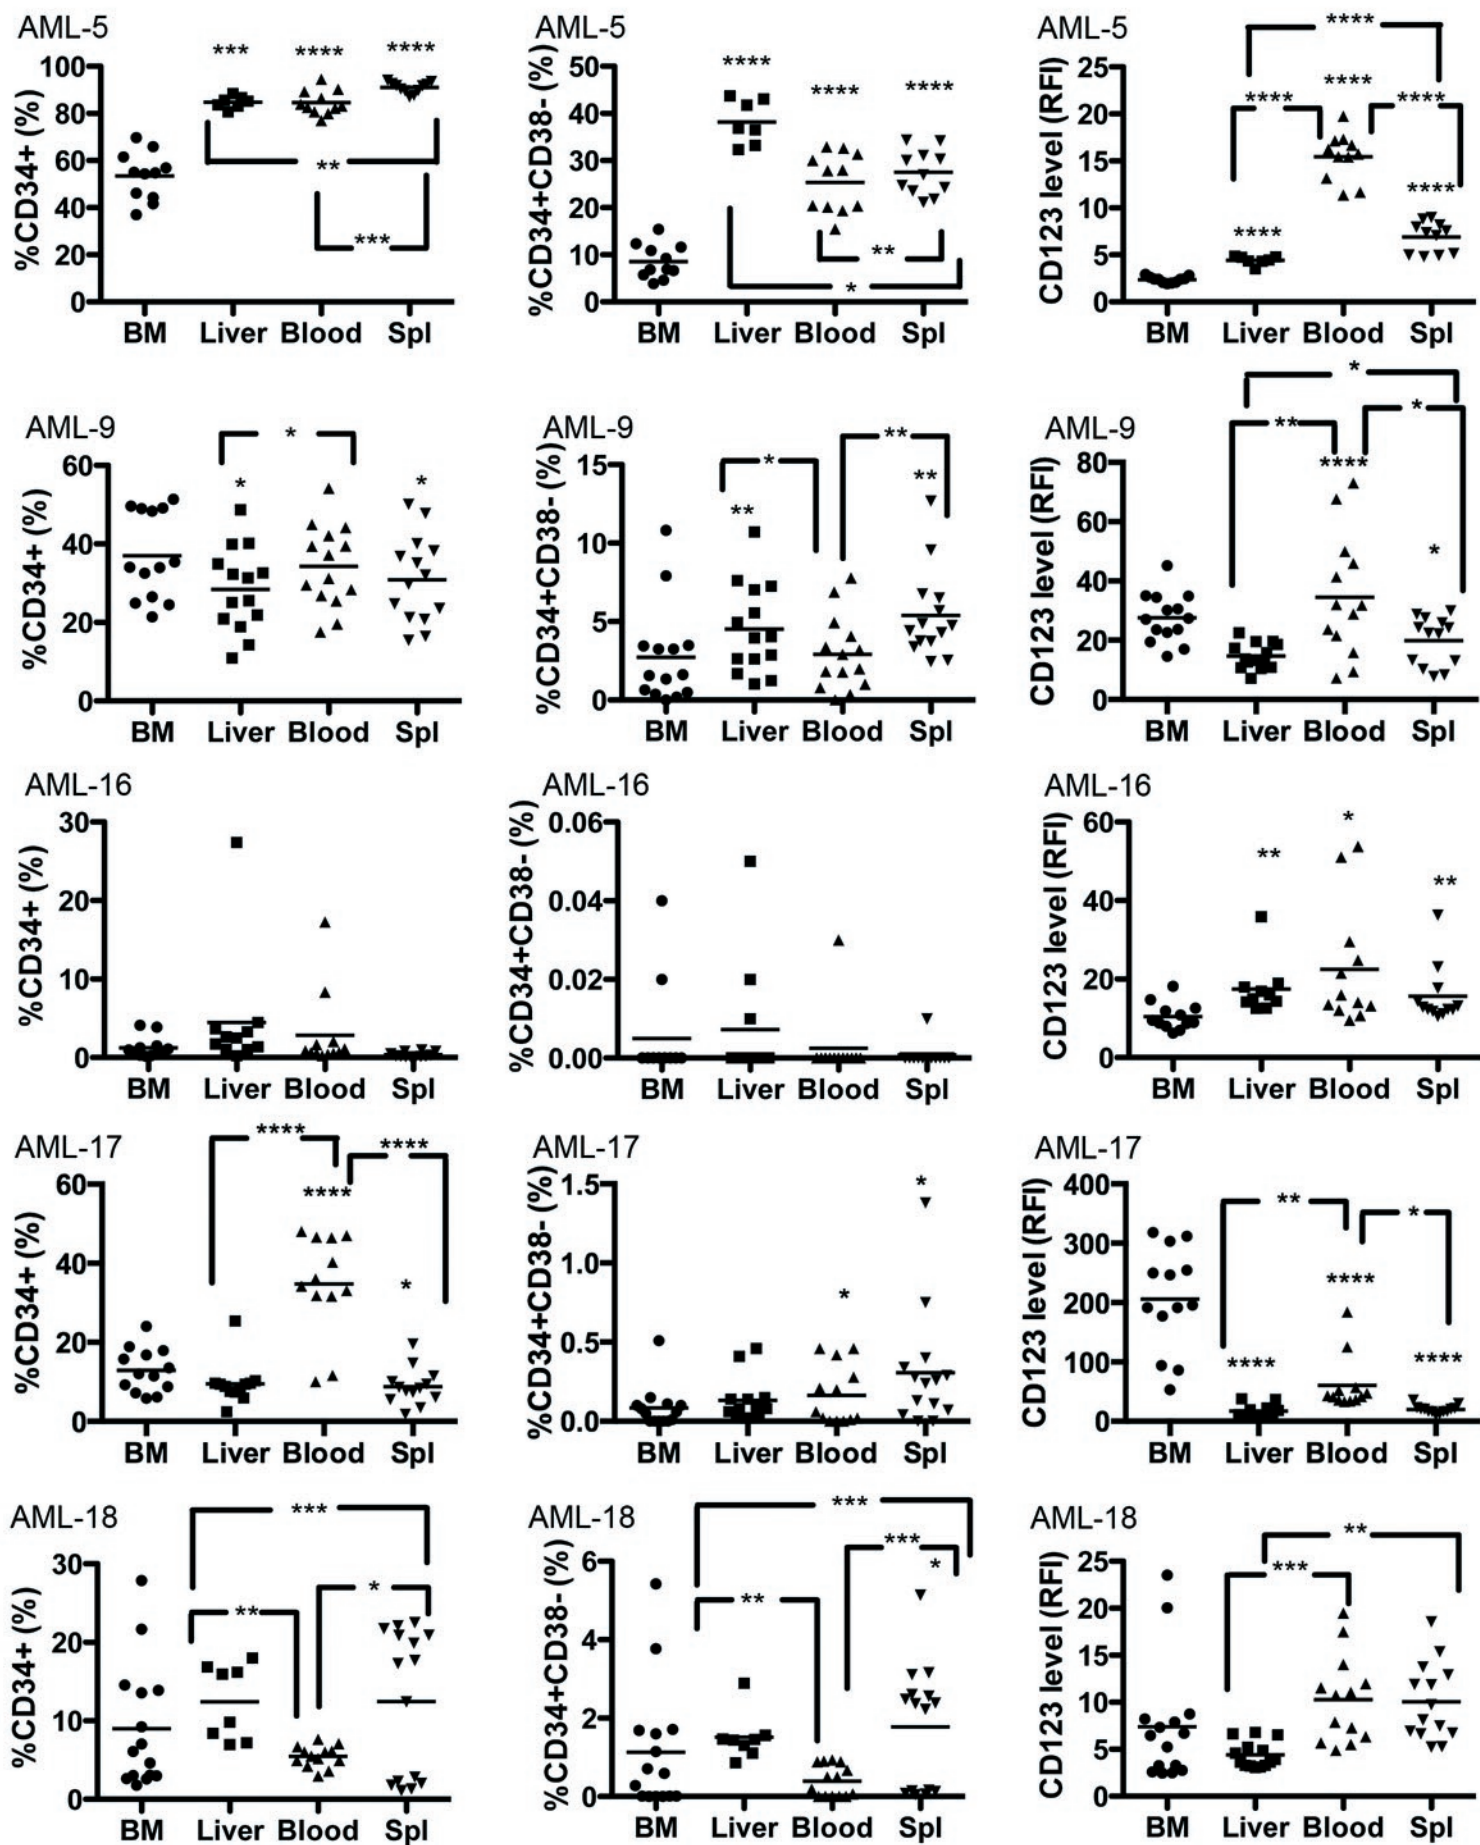 AML-5
%CD34+ (%)
100
80
60
40
20
0
***
****
****
**
***
BM Liver Blood Spl
AML-5
%CD34+CD38- (%)
50
40
30
20
10
0
****
****
****
**
*
BM Liver Blood Spl
AML-5
CD123 level (RFI)
25
20
15
10
5
0
****
****
****
****
****
****
BM Liver Blood Spl
AML-9
%CD34+ (%)
60
40
20
0
*
*
*
BM Liver Blood Spl
AML-9
%CD34+CD38- (%)
15
10
5
0
**
*
**
**
BM Liver Blood Spl
AML-9
CD123 level (RFI)
80
60
40
20
0
*
*
**
****
*
BM Liver Blood Spl
AML-16
%CD34+ (%)
30
20
10
0
BM Liver Blood Spl
AML-16
%CD34+CD38- (%)
0.06
0.04
0.02
0.00
BM Liver Blood Spl
AML-16
CD123 level (RFI)
60
40
20
0
*
**
**
BM Liver Blood Spl
AML-17
%CD34+ (%)
60
40
20
0
****
****
****
*
BM Liver Blood Spl
AML-17
%CD34+CD38- (%)
1.5
1.0
0.5
0.0
*
*
BM Liver Blood Spl
AML-17
CD123 level (RFI)
400
300
200
100
0
**
*
****
****
****
BM Liver Blood Spl
AML-18
%CD34+ (%)
30
20
10
0
***
*
**
BM Liver Blood Spl
AML-18
%CD34+CD38- (%)
6
4
2
0
***
***
*
**
BM Liver Blood Spl
AML-18
CD123 level (RFI)
25
20
15
10
5
0
**
***
BM Liver Blood Spl